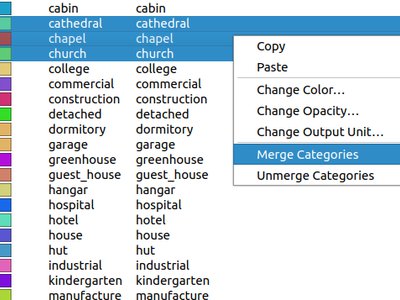 cabin cabin
cathedral cathedral
chapel chapel
church church
college college
commercial commercial
construction construction
detached detached
dormitory dormitory
garage garage
greenhouse greenhouse
guest_house guest_house
hangar hangar
hospital hospital
hotel hotel
house house
hut hut
industrial industrial
kindergarten kindergarten
manufacture manufacture
Copy
Paste
Change Color...
Change Opacity...
Change Output Unit...
Merge Categories
Unmerge Categories